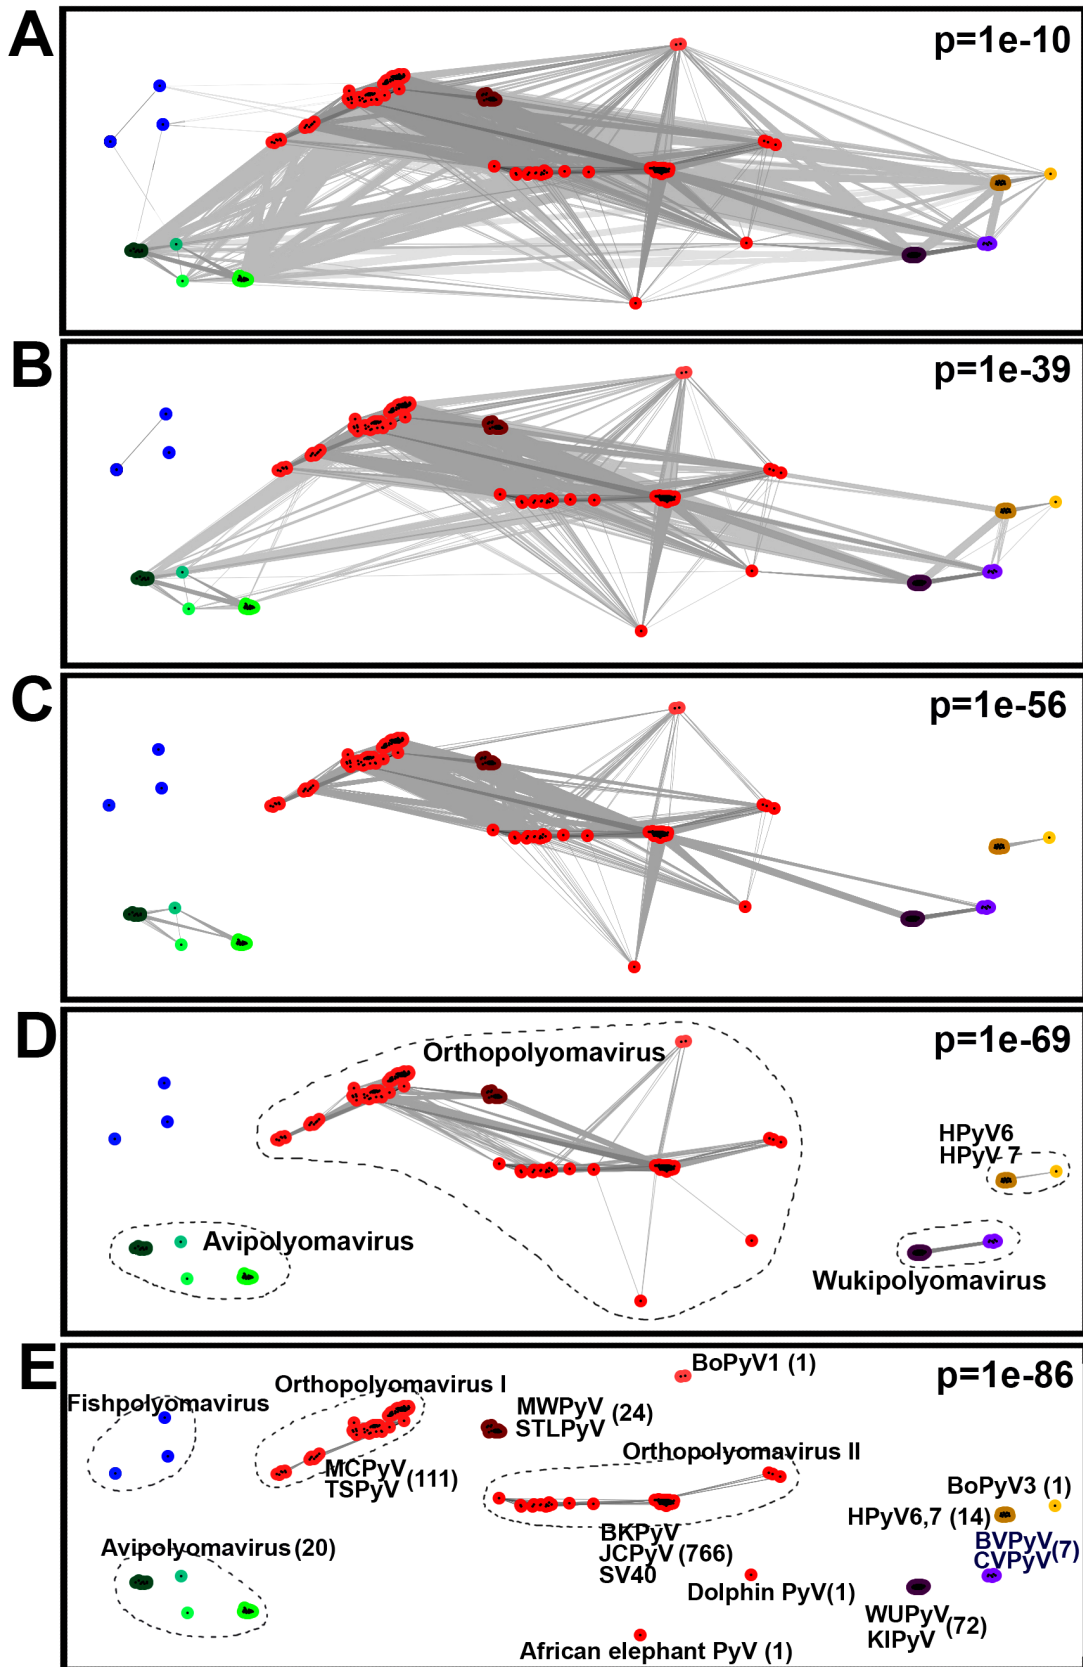 A
p=1e-10
B
p=1e-39
C
p=1e-56
D
p=1e-69
Orthopolyomavirus
HPyV6
HPyV 7
Avipolyomavirus
Wukipolyomavirus
E
p=1e-86
BoPyV1 (1)
Fishpolyomavirus
Orthopolyomavirus I
MWPyV
STLPyV (24)
Orthopolyomavirus II
MCPyV
TSPyV (111)
BoPyV3 (1)
HPyV6,7 (14)
BKPyV
JCPyV (766)
SV40
BVPyV
CVPyV (7)
Avipolyomavirus (20)
Dolphin PyV(1)
WUPyV
KIPyV (72)
African elephant PyV (1)